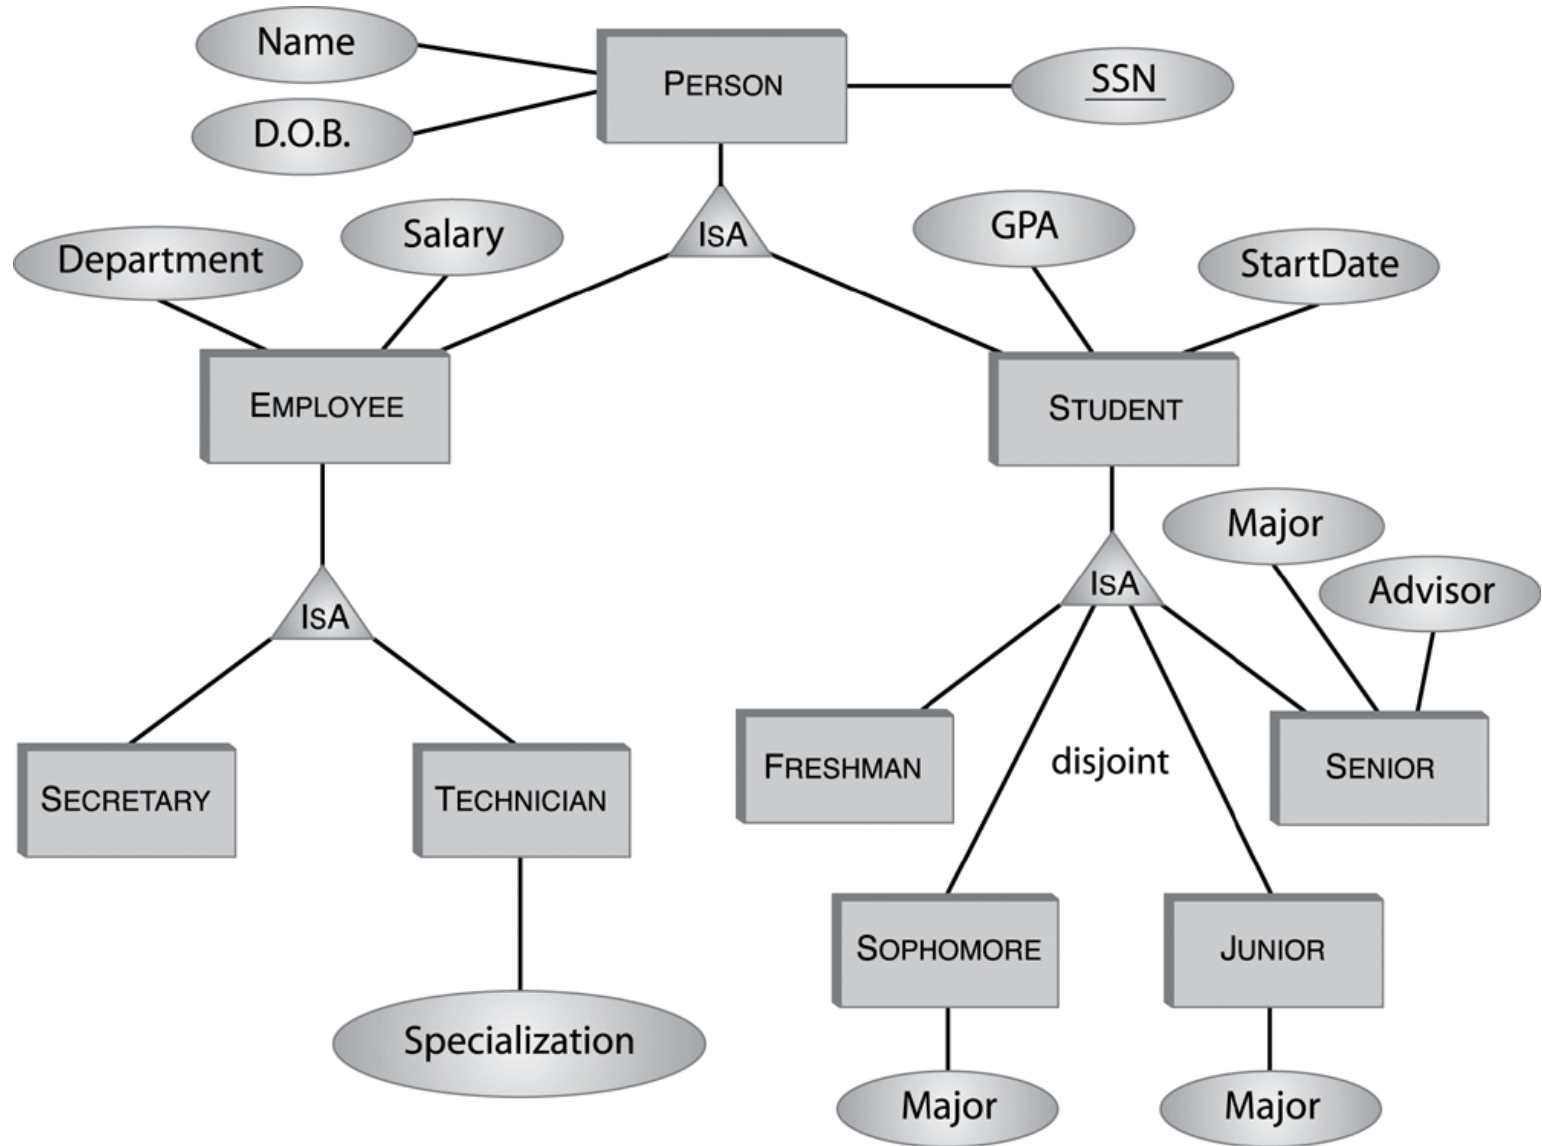 Name
PERSON
SSN
D.O.B.
ISA
Department
Salary
GPA
StartDate
EMPLOYEE
STUDENT
ISA
Major
Advisor
ISA
FRESHMAN
disjoint
SENIOR
SECRETARY
TECHNICIAN
SOPHOMORE
JUNIOR
Specialization
Major
Major